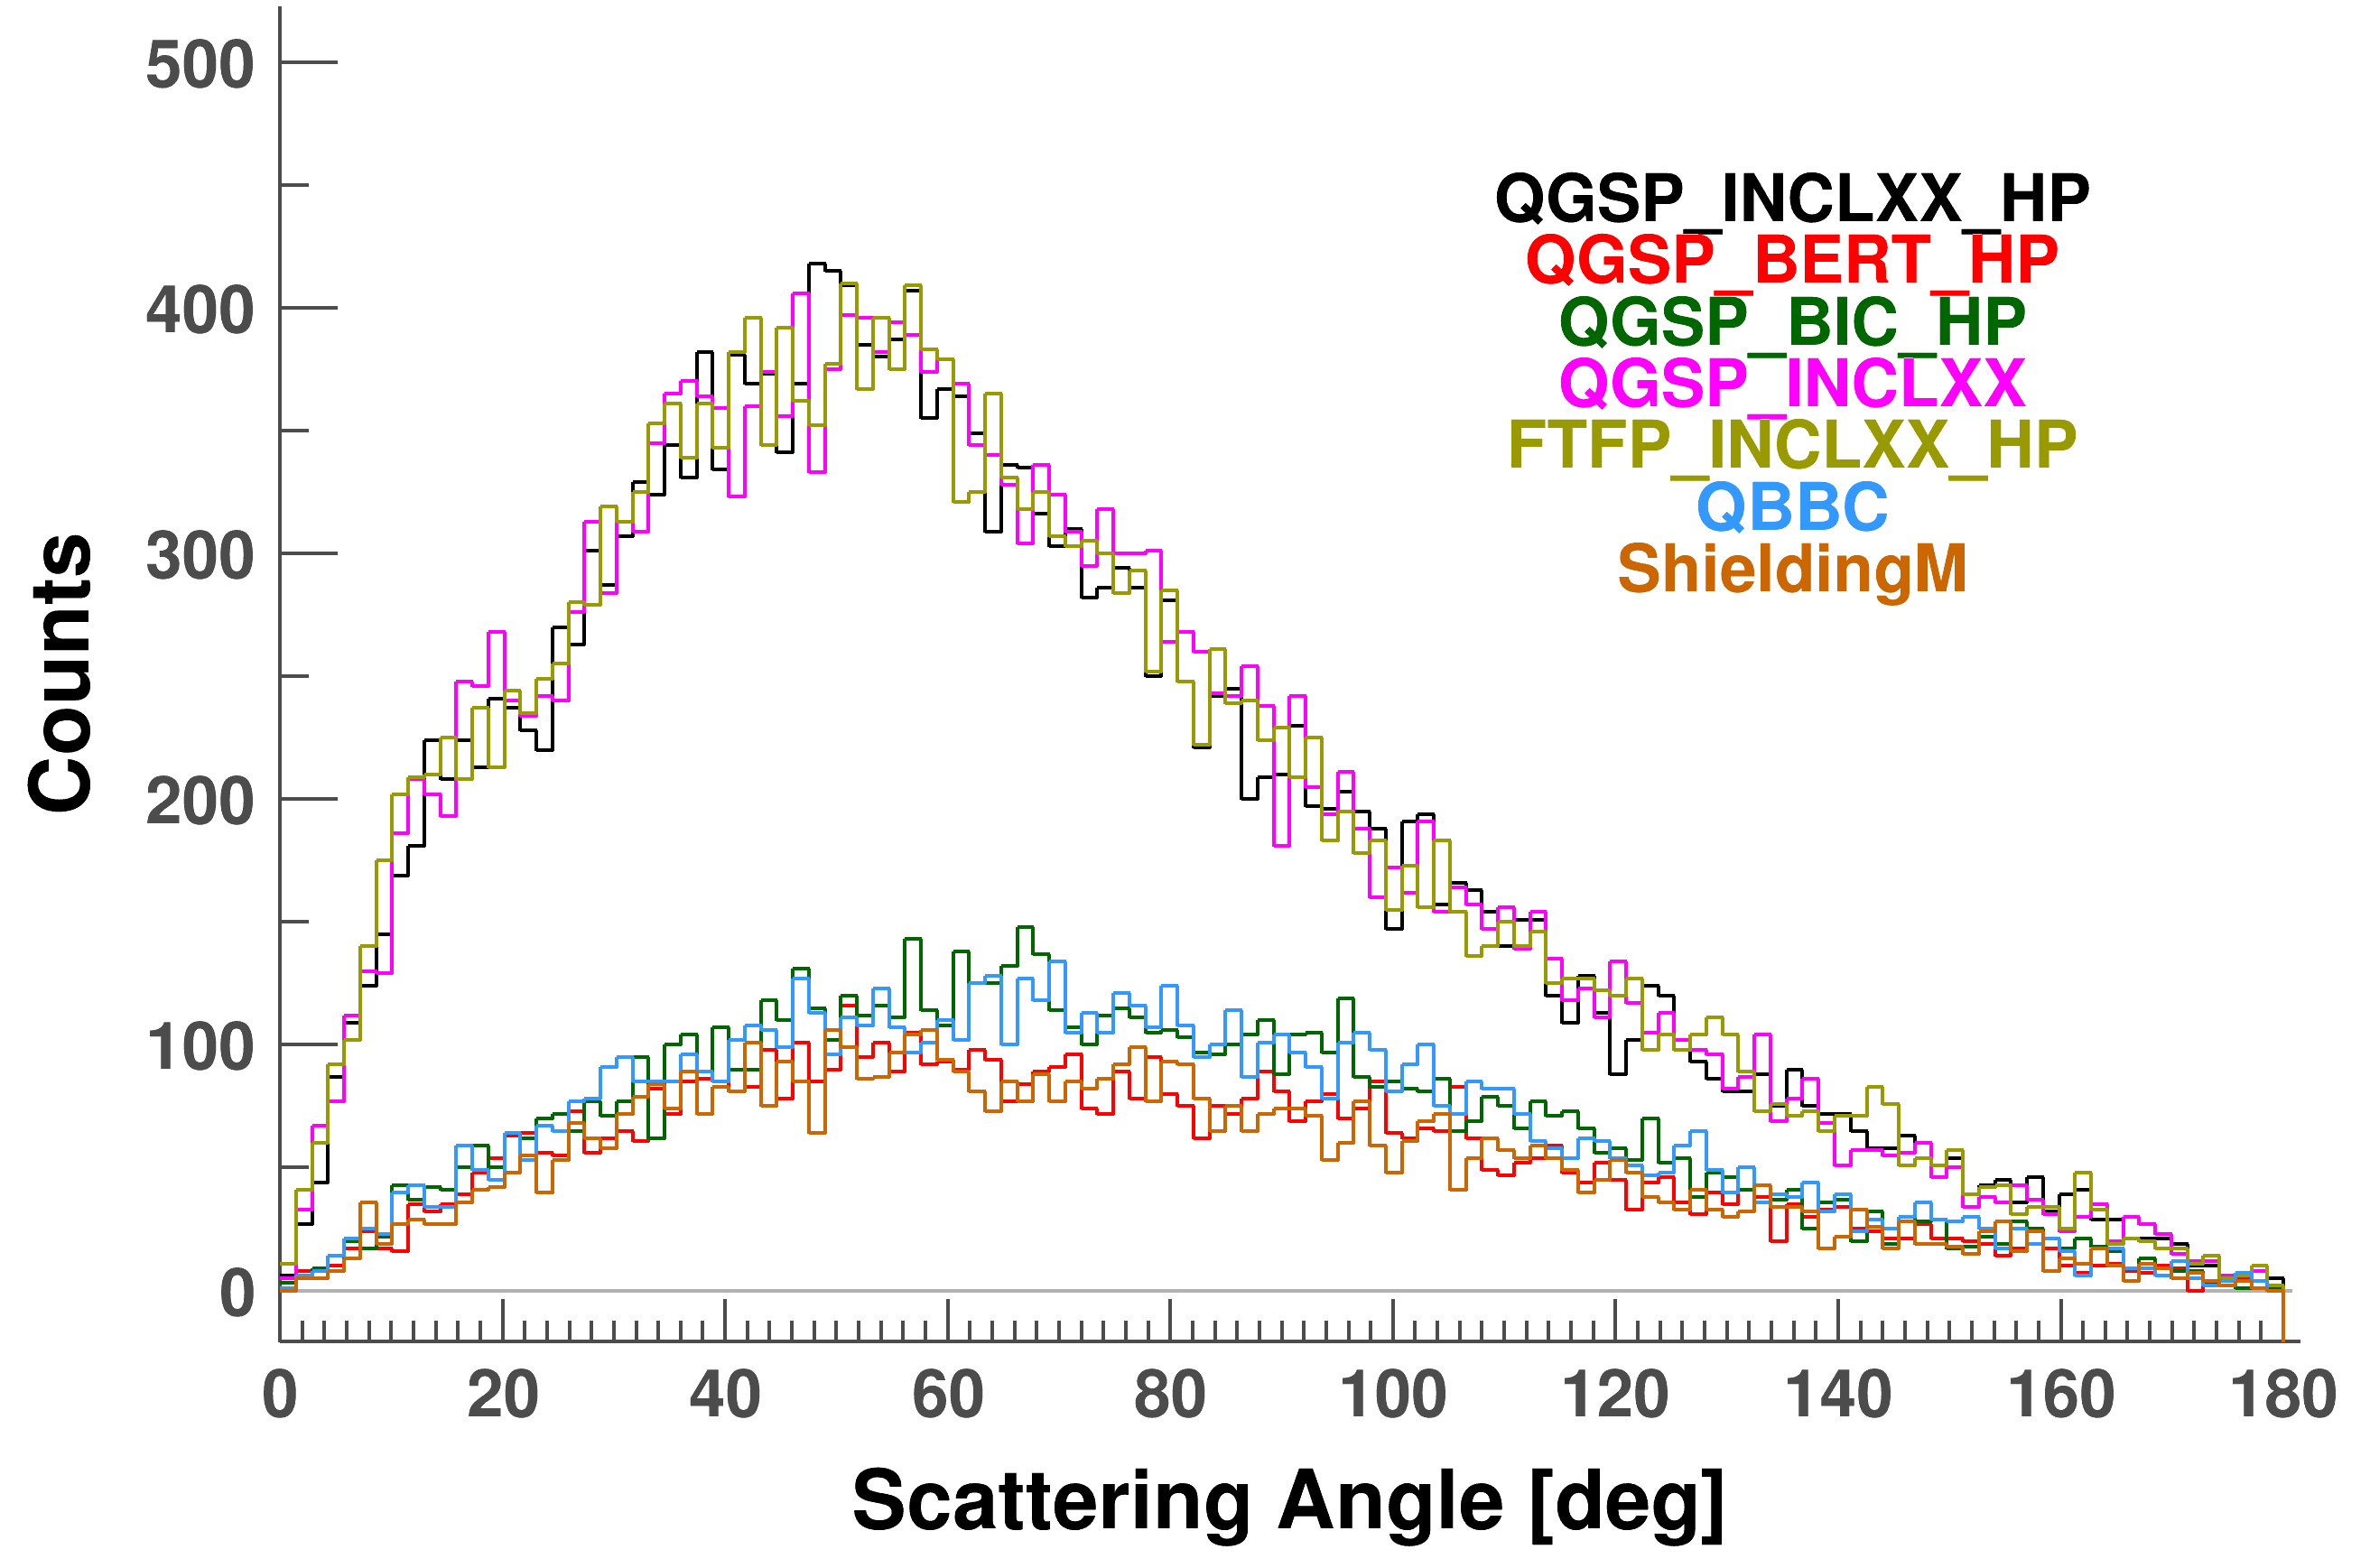 500
400
300
200
100
0
Counts
QGSP_INCLXX_HP
QGSP_BERT_HP
QGSP_BIC_HP
QGSP_INCLXX
FTFP_INCLXX_HP
QBBC
ShieldingM
0 20 40 60 80 100 120 140 160 180
Scattering Angle [deg]